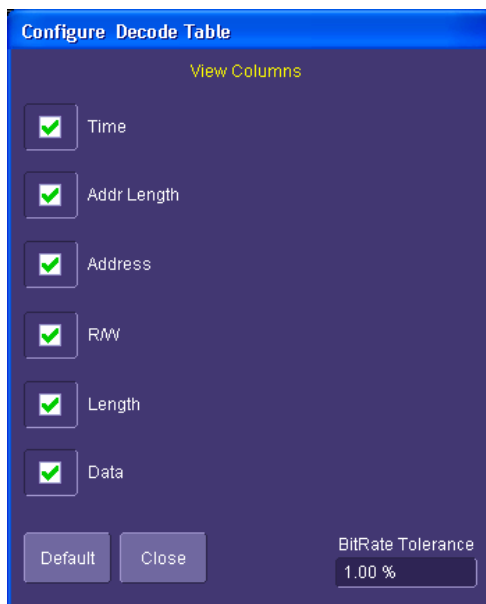 Configure Decode Table
View Columns
Time
Addr Length
Address
R/W
Length
Data
Default
Close
BitRate Tolerance
1.00 %